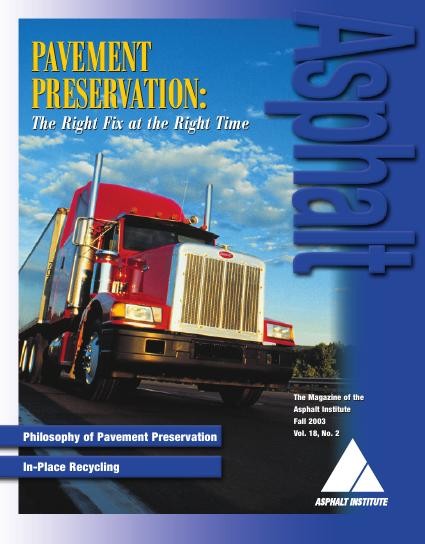 PAVEMENT
PRESERVATION:
The Right Fix at the Right Time
Asphalt
The Magazine of the
Asphalt Institute
Fall 2003
Vol. 18, No. 2
Philosophy of Pavement Preservation
In-Place Recycling
ASPHALT INSTITUTE